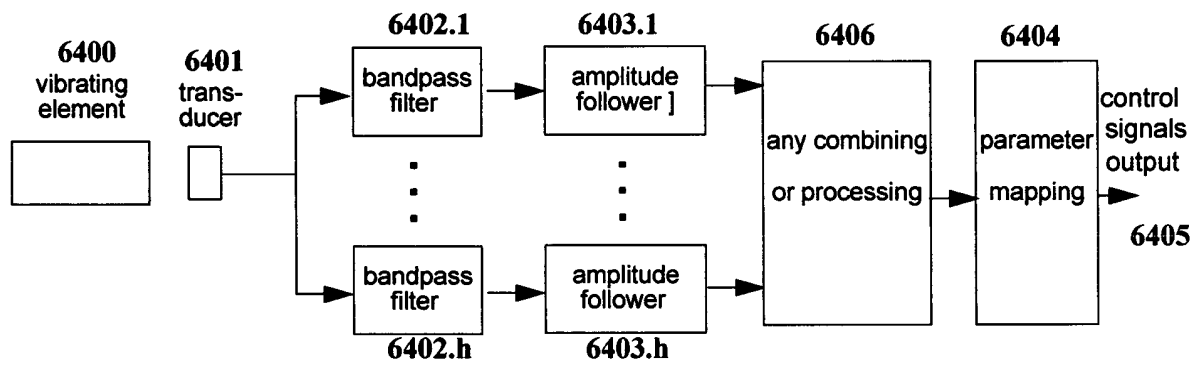 6400
vibrating
element
6401
trans-
ducer
6402.1
bandpass
filter
6403.1
amplitude
follower ]
bandpass
filter
6402.h
amplitude
follower
6403.h
6406
any combining
or processing
6404
parameter
mapping
control
signals
output
6405